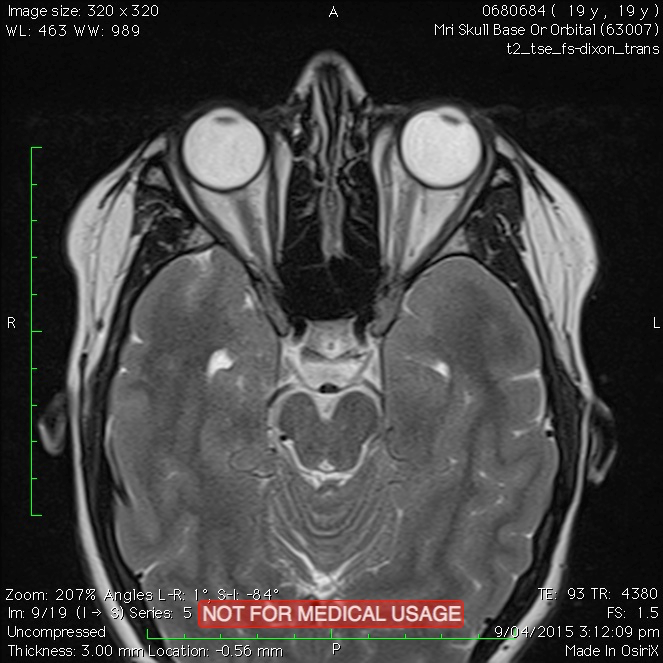 Image size: 320 x 320
WL: 463 WW: 989
A
0680684 ( 19 y , 19 y )
Mri Skull Base Or Orbital (63007)
t2_tse_fs-dixon_trans
R
L
Zoom: 207% Angles L-R: 1°, S-I: -84°
Im: 9/19 (I → S) Series: 5
Uncompressed
Thickness: 3.00 mm Location: -0.56 mm
NOT FOR MEDICAL USAGE
P
TE: 93 TR: 4380
FS: 1.5
9/04/2015 3:12:09 pm
Made In OsiriX